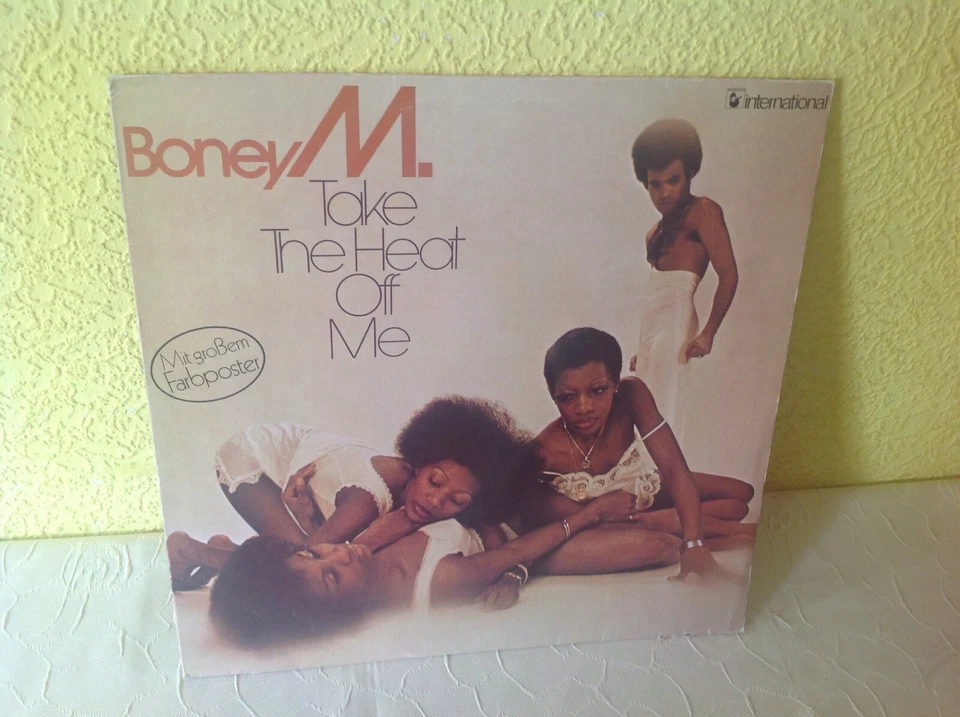 Boney M.
Take
The Heat
Off
Me
international
Mit großem
Farbposter